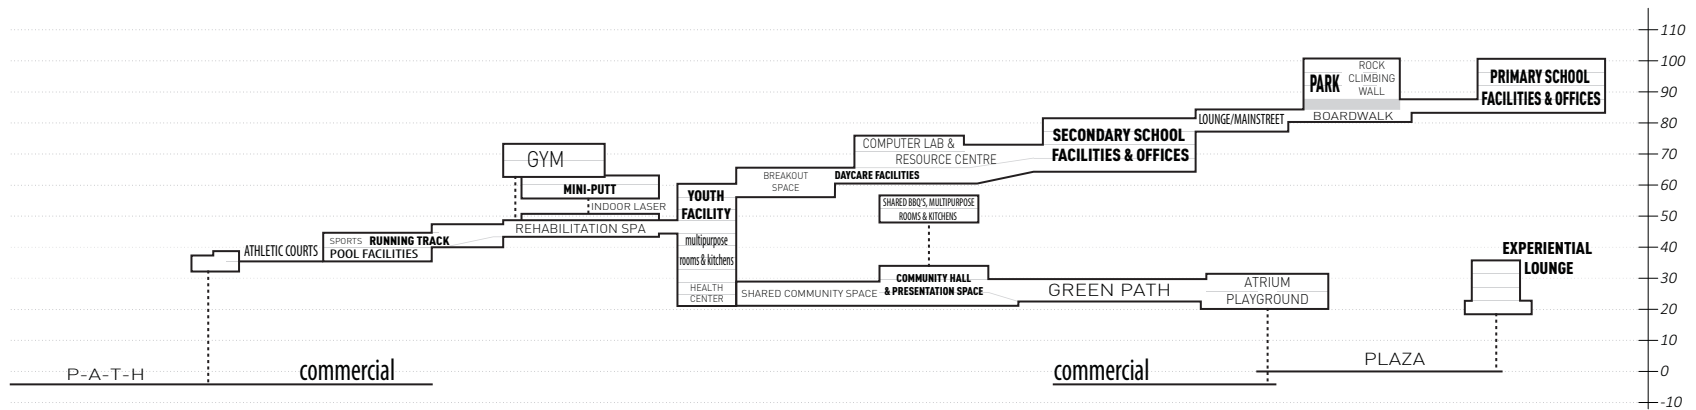 110
100
90
80
70
60
50
40
30
20
10
0
-10
P-A-T-H
commercial
ATHLETIC COURTS
SPORTS RUNNING TRACK
POOL FACILITIES
GYM
MINI-PUTT
INDOOR LASER
REHABILITATION SPA
YOUTH
FACILITY
multipurpose
rooms & kitchens
HEALTH
CENTER
BREAKOUT
SPACE
DAYCARE FACILITIES
COMPUTER LAB &
RESOURCE CENTRE
SHARED BBQ'S, MULTIPURPOSE
ROOMS & KITCHENS
SHARED COMMUNITY SPACE
COMMUNITY HALL
& PRESENTATION SPACE
GREEN PATH
SECONDARY SCHOOL
FACILITIES & OFFICES
LOUNGE/MAINSTREET
PARK
ROCK
CLIMBING
WALL
BOARDWALK
PRIMARY SCHOOL
FACILITIES & OFFICES
ATRIUM
PLAYGROUND
EXPERIENTIAL
LOUNGE
commercial
PLAZA